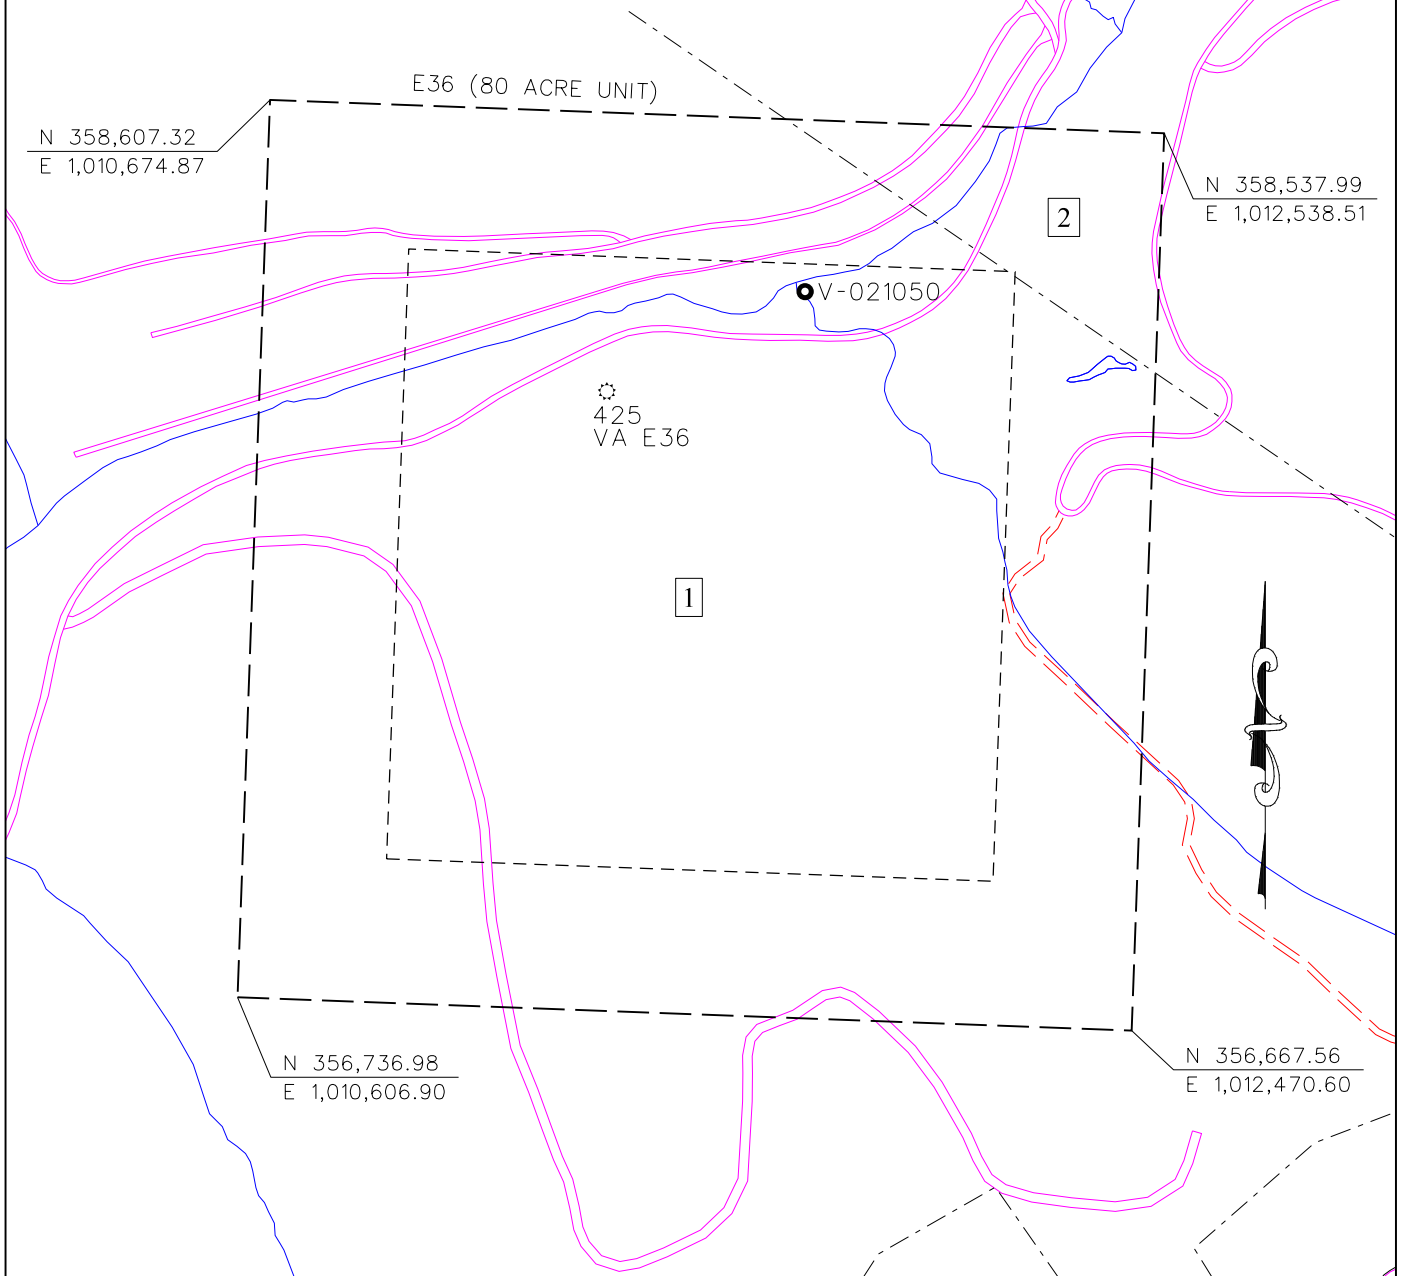 E36 (80 ACRE UNIT)
N 358,607.32
E 1,010,674.87
N 358,537.99
E 1,012,538.51
2
V-021050
425
VA E36
1
N 356,736.98
E 1,010,606.90
N 356,667.56
E 1,012,470.60